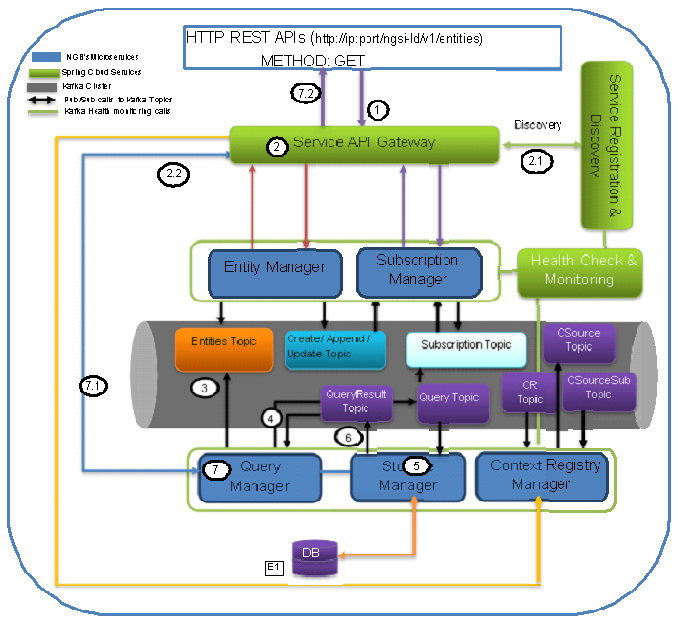 HTTP REST APIs (http://ip:port/ngsi-ld/v1/entities)
METHOD: GET
NGB's Microservices
Spring Cloud Services
Kafka Cluster
Pub/Sub calls to Kafka Topics
Kafka Health monitoring calls
7.2
1
2
Service API Gateway
Discovery
2.1
2.2
Service Registration &
Discovery
Entity Manager
Subscription
Manager
Health Check &
Monitoring
Entities Topic
Create/ Append /
Update Topic
Subscription Topic
CSource
Topic
7.1
3
QueryResult
Topic
Query Topic
CR
Topic
CSourceSub
Topic
4
6
7
Query
Manager
5
Manager
Context Registry
Manager
DB
E1